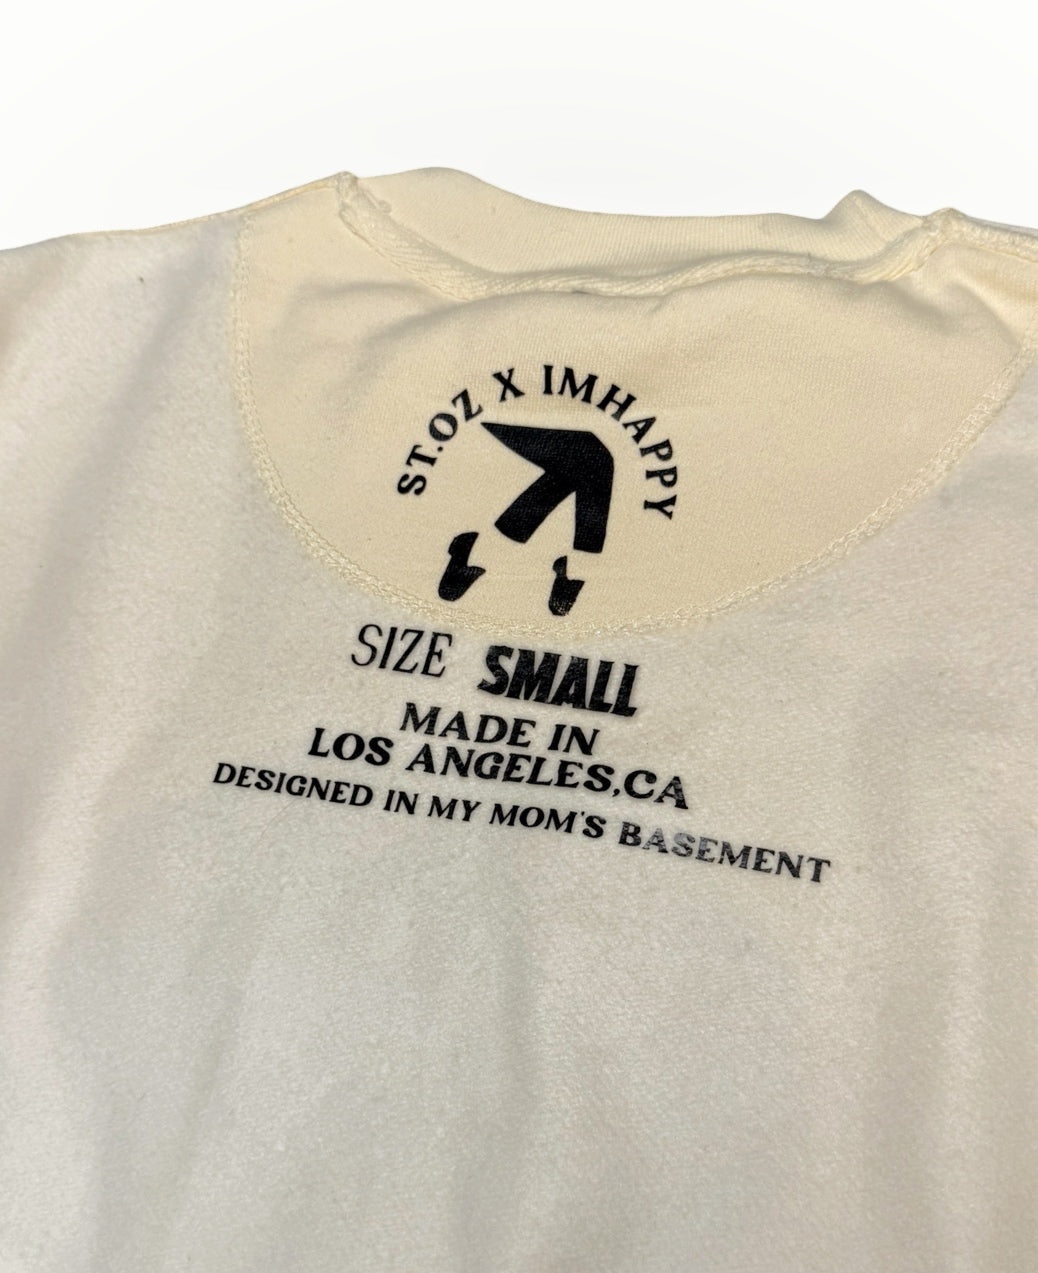 ST.OZ X IMHAPPY
SIZE SMALL
MADE IN
LOS ANGELES,CA
DESIGNED IN MY MOM'S BASEMENT